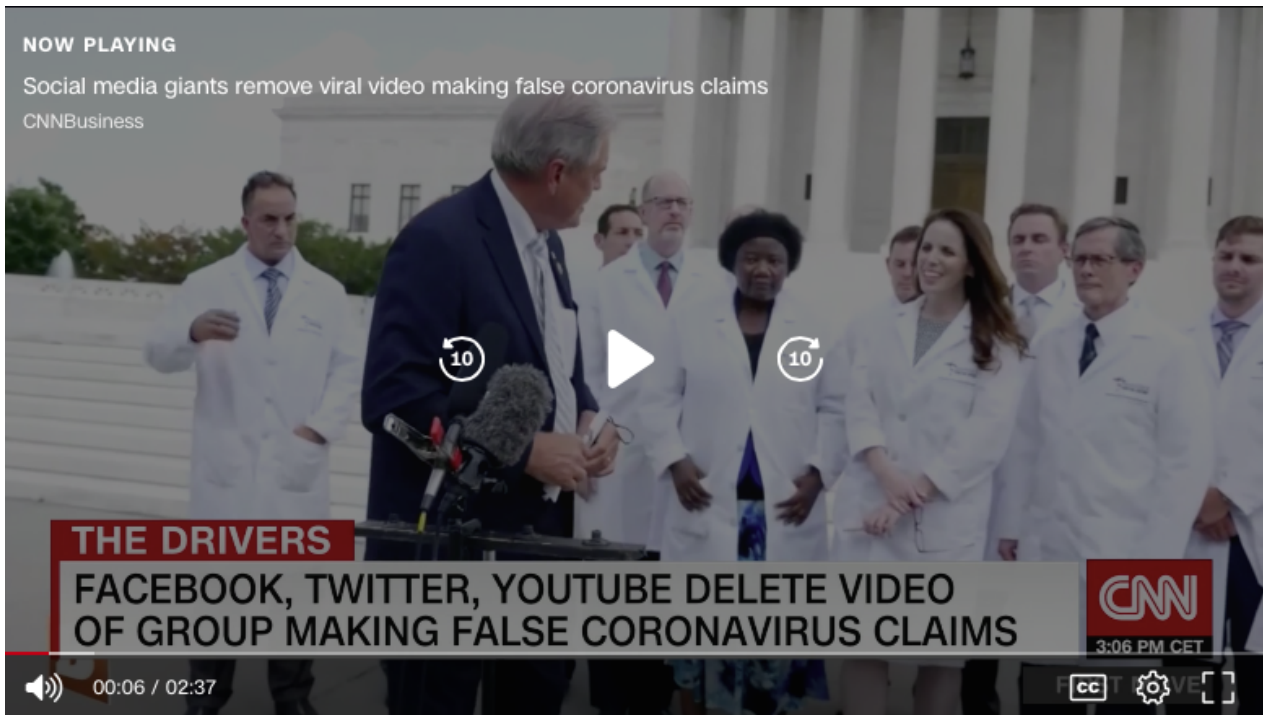 NOW PLAYING
Social media giants remove viral video making false coronavirus claims
CNNBusiness
10
10
THE DRIVERS
FACEBOOK, TWITTER, YOUTUBE DELETE VIDEO
OF GROUP MAKING FALSE CORONAVIRUS CLAIMS
CNN
3:06 PM CET
00:06 / 02:37
CC